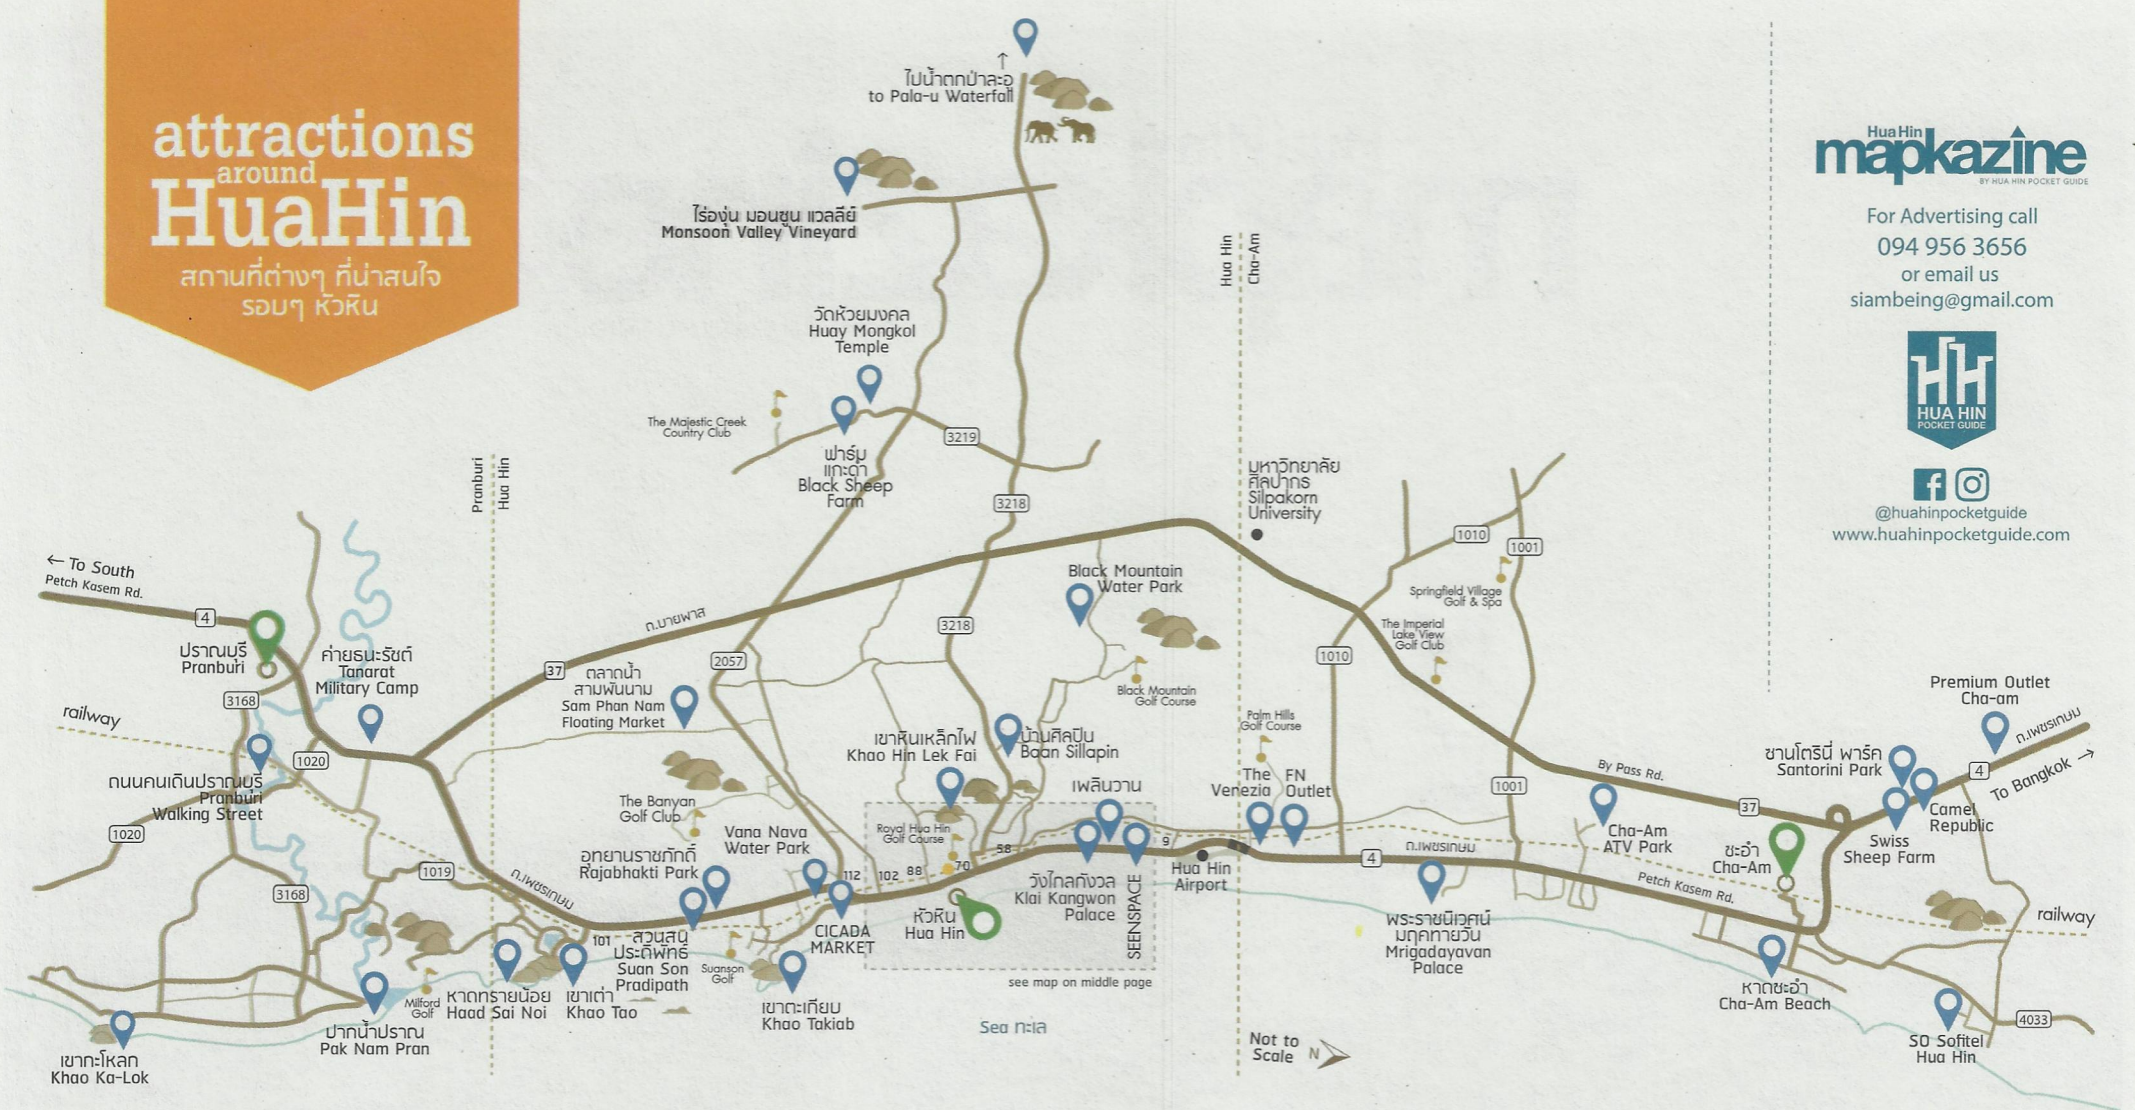 attractions
around
HuaHin
สถานที่ต่างๆ ที่น่าสนใจ
รอบๆ หัวหิน
↑
ไปน้ำตกป่าละอู
to Pala-u Waterfall
ไร่องุ่น มอนซูน แวลลีย์
Monsoon Valley Vineyard
วัดห้วยมงคล
Huay Mongkol
Temple
The Majestic Creek
Country Club
ฟาร์ม
แกะดำ
Black Sheep
Farm
3219
3218
Pranburi
Hua Hin
Hua Hin
Cha-Am
มหาวิทยาลัย
ศิลปากร
Silpakorn
University
1010
1001
Springfield Village
Golf & Spa
The Imperial
Lake View
Golf Club
1010
Hua Hin
mapkazine
BY HUA HIN POCKET GUIDE
For Advertising call
094 956 3656
or email us
siambeing@gmail.com
HH
HUA HIN
POCKET GUIDE
@huahinpocketguide
www.huahinpocketguide.com
← To South
Petch Kasem Rd.
4
ปราณบุรี
Pranburi
ค่ายธนะรัชต์
Tanarat
Military Camp
3168
railway
1020
ถนนคนเดินปราณบุรี
Pranburi
Walking Street
1020
1019
3168
ถ.เพชรเกษม
37
ถ.บายพาส
2057
3218
ตลาดน้ำ
สามพันนาม
Sam Phan Nam
Floating Market
Black Mountain
Water Park
Black Mountain
Golf Course
เขาหินเหล็กไฟ
Khao Hin Lek Fai
บ้านศิลปิน
Baan Sillapin
เพลินวาน
The Banyan
Golf Club
Vana Nava
Water Park
อุทยานราชภักดิ์
Rajabhakti Park
Royal Hua Hin
Golf Course
112
102
88
70
58
9
หัวหิน
Hua Hin
วังไกลกังวล
Klai Kangwon
Palace
SEENSPACE
see map on middle page
CICADA
MARKET
101
สวนสน
ประดิพัทธ์
Suan Son
Pradipath
Suanson
Golf
เขาตะเกียบ
Khao Takiab
หาดทรายน้อย
Haad Sai Noi
เขาเต่า
Khao Tao
Milford
Golf
ปากน้ำปราณ
Pak Nam Pran
เขากะโหลก
Khao Ka-Lok
Sea ทะเล
Not to
Scale
N
Palm Hills
Golf Course
The
Venezia
FN
Outlet
Hua Hin
Airport
4
ถ.เพชรเกษม
1001
By Pass Rd.
37
พระราชนิเวศน์
มฤคทายวัน
Mrigadayavan
Palace
Petch Kasem Rd.
Cha-Am
ATV Park
ชะอำ
Cha-Am
หาดชะอำ
Cha-Am Beach
Premium Outlet
Cha-am
ซานโตรินี่ พาร์ค
Santorini Park
Camel
Republic
Swiss
Sheep Farm
4
ถ.เพชรเกษม
To Bangkok →
railway
4033
SO Sofitel
Hua Hin